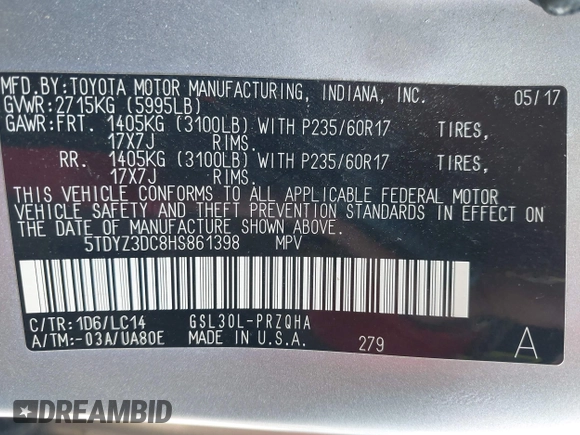 MFD.BY:TOYOTA MOTOR MANUFACTURING, INDIANA, INC. 05/17
GVWR:2715KG (5995LB)
GAWR:FRT. 1405KG (3100LB) WITH P235/60R17 TIRES,
17X7J RIMS.
RR. 1405KG (3100LB) WITH P235/60R17 TIRES,
17X7J RIMS.
THIS VEHICLE CONFORMS TO ALL APPLICABLE FEDERAL MOTOR
VEHICLE SAFETY AND THEFT PREVENTION STANDARDS IN EFFECT ON
THE DATE OF MANUFACTURE SHOWN ABOVE.
5TDYZ3DC8HS861398 MPV
C/TR:1D6/LC14 GSL30L-PRZQHA
A/TM:-03A/UA80E MADE IN U.S.A. 279 A
DREAMBID